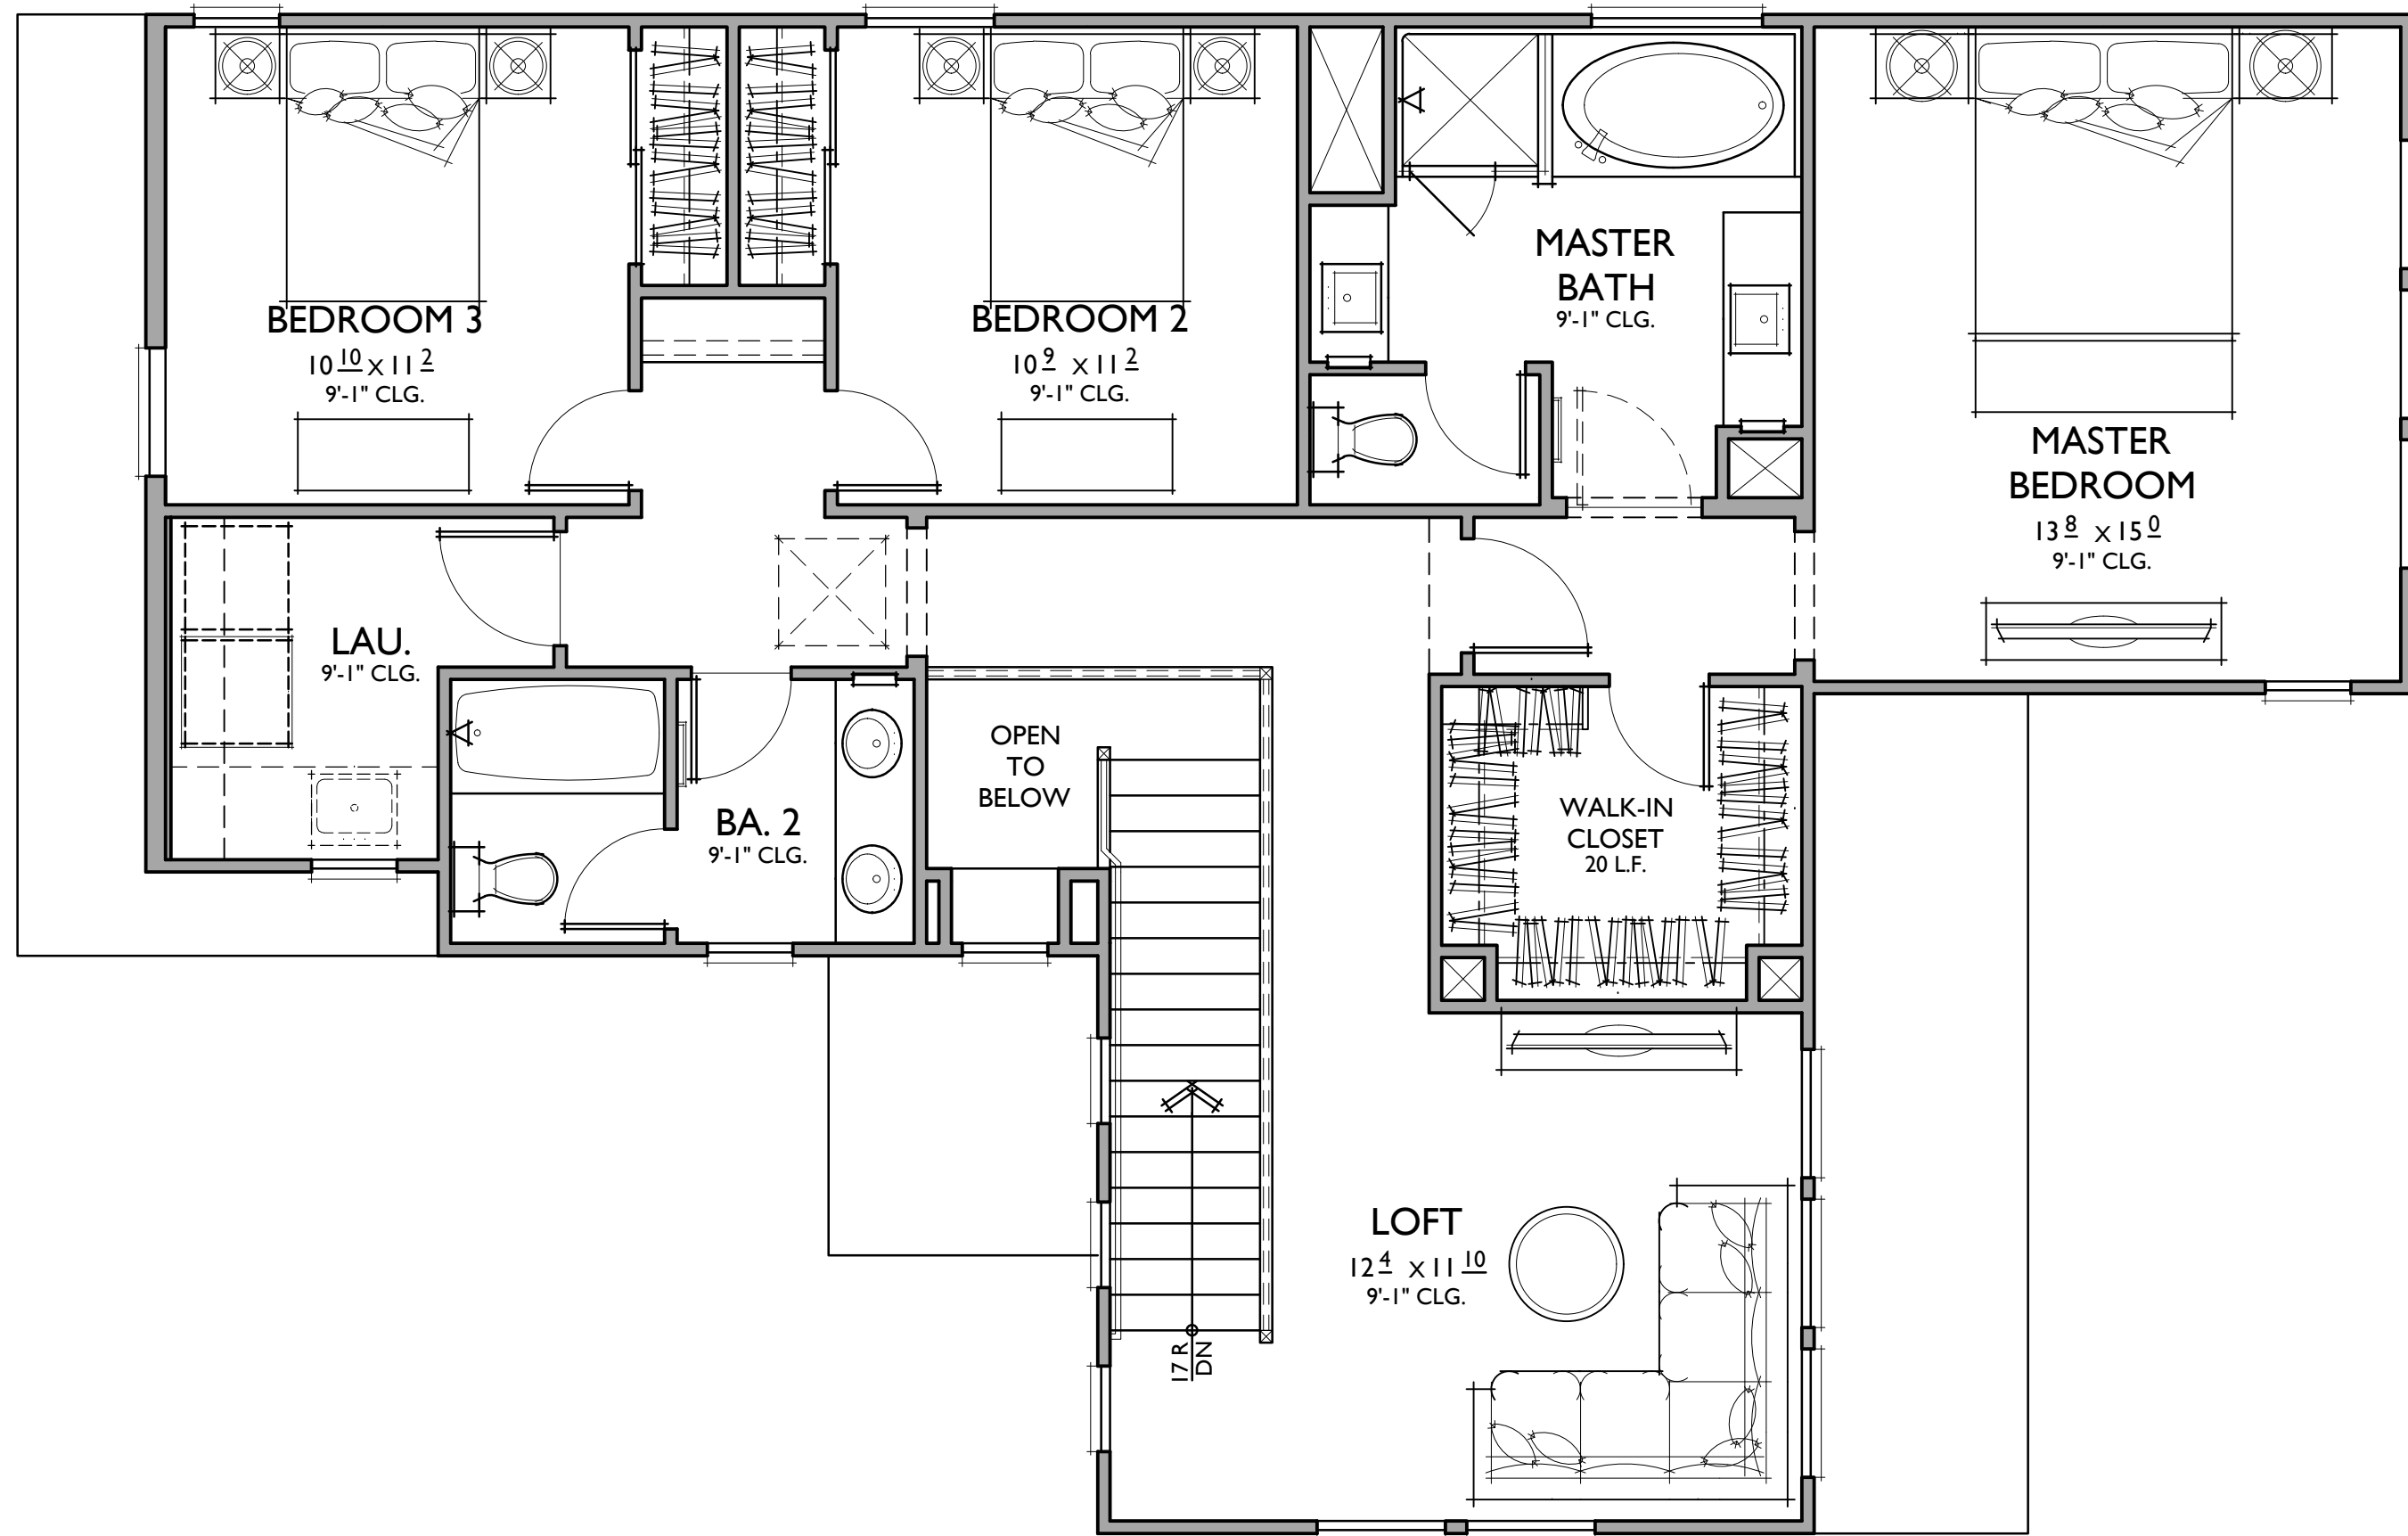 BEDROOM 3
10 10 x 11 2
9'-1" CLG.
BEDROOM 2
10 9 x 11 2
9'-1" CLG.
MASTER
BATH
9'-1" CLG.
MASTER
BEDROOM
13 8 x 15 0
9'-1" CLG.
LAU.
9'-1" CLG.
BA. 2
9'-1" CLG.
OPEN
TO
BELOW
WALK-IN
CLOSET
20 L.F.
LOFT
12 4 x 11 10
9'-1" CLG.
17 R
DN